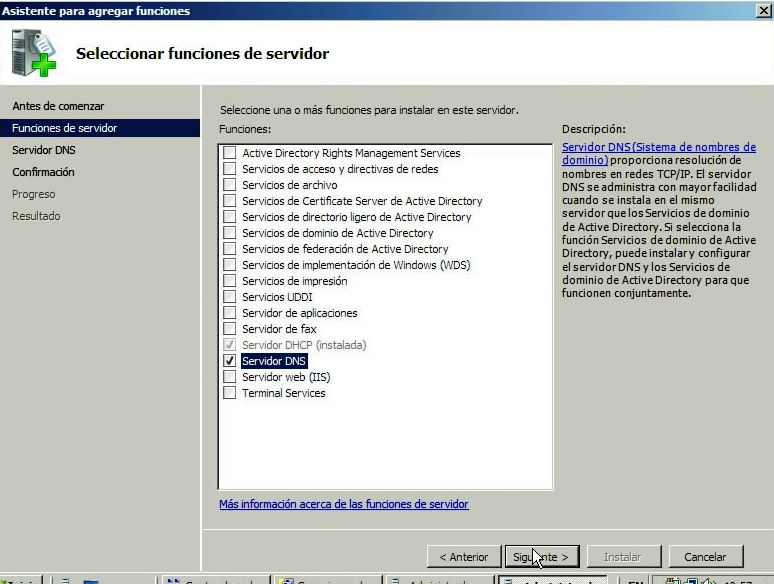 Asistente para agregar funciones
Seleccionar funciones de servidor
Antes de comenzar
Funciones de servidor
Servidor DNS
Confirmación
Progreso
Resultado
Seleccione una o más funciones para instalar en este servidor.
Funciones:
Active Directory Rights Management Services
Servicios de acceso y directivas de redes
Servicios de archivo
Servicios de Certificate Server de Active Directory
Servicios de directorio ligero de Active Directory
Servicios de dominio de Active Directory
Servicios de federación de Active Directory
Servicios de implementación de Windows (WDS)
Servicios de impresión
Servicios UDDI
Servidor de aplicaciones
Servidor de fax
Servidor DHCP (instalada)
Servidor DNS
Servidor web (IIS)
Terminal Services
Más información acerca de las funciones de servidor
Descripción:
Servidor DNS (Sistema de nombres de
dominio) proporciona resolución de
nombres en redes TCP/IP. El servidor
DNS se administra con mayor facilidad
cuando se instala en el mismo
servidor que los Servicios de dominio
de Active Directory. Si selecciona la
función Servicios de dominio de Active
Directory, puede instalar y configurar
el servidor DNS y los Servicios de
dominio de Active Directory para que
funcionen conjuntamente.
< Anterior
Siguiente >
Instalar
Cancelar